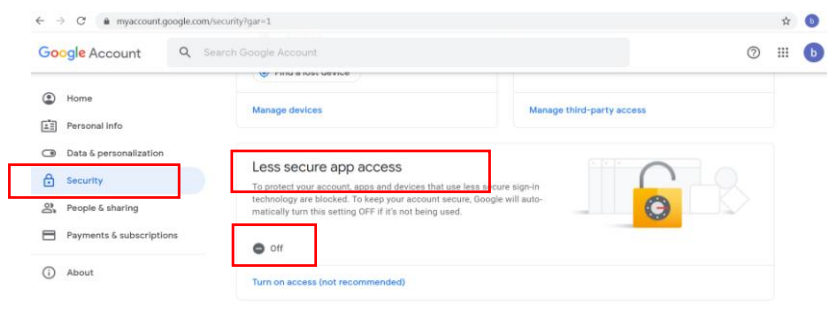 myaccount.google.com/security?gar=1
b
Google Account
Search Google Account
b
Find a lost device
Home
Manage devices
Manage third-party access
Personal info
Data & personalization
Less secure app access
Security
To protect your account, apps and devices that use less secure sign-in
technology are blocked. To keep your account secure, Google will auto-
matically turn this setting OFF if it's not being used.
People & sharing
Payments & subscriptions
Off
About
Turn on access (not recommended)